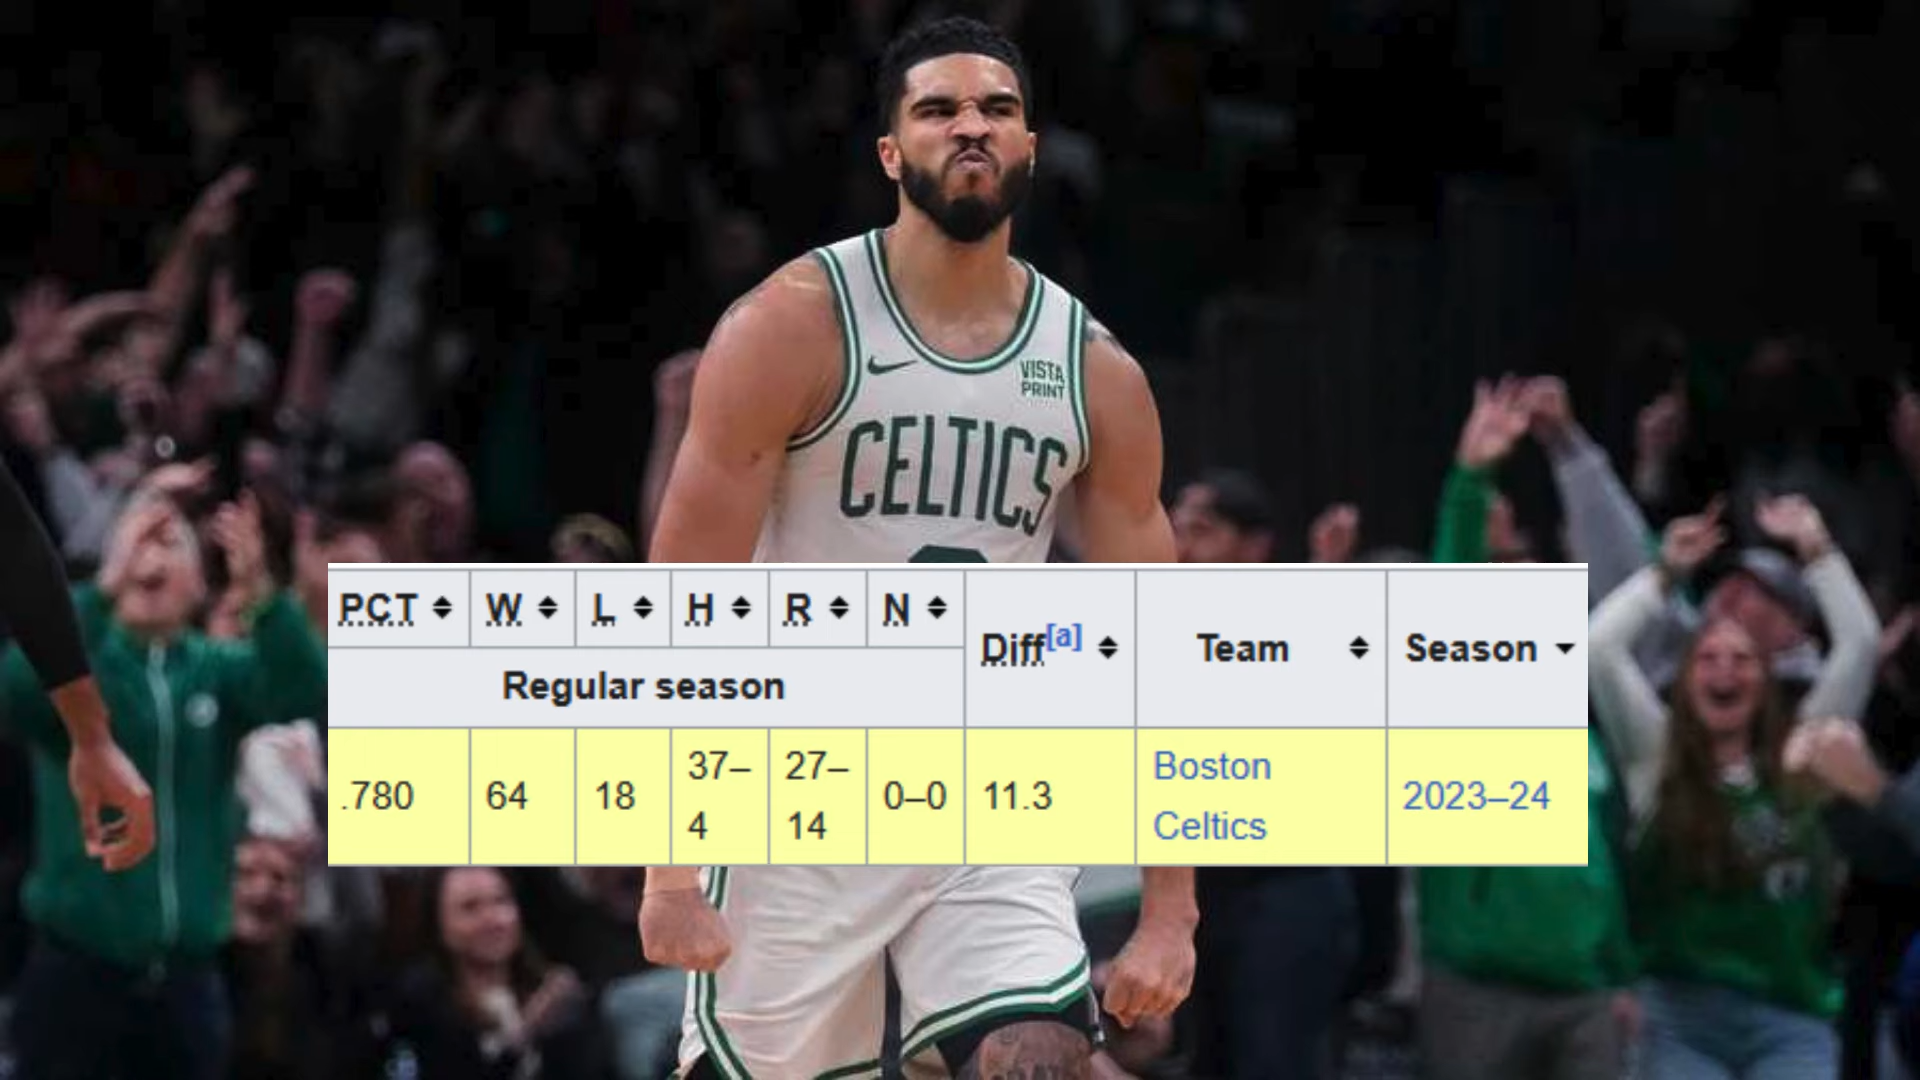 VISTA
PRINT
CELTICS
PCT W L H R N
Diff[a] Team Season
Regular season
.780 64 18 37–4 27–14 0–0 11.3 Boston Celtics 2023–24